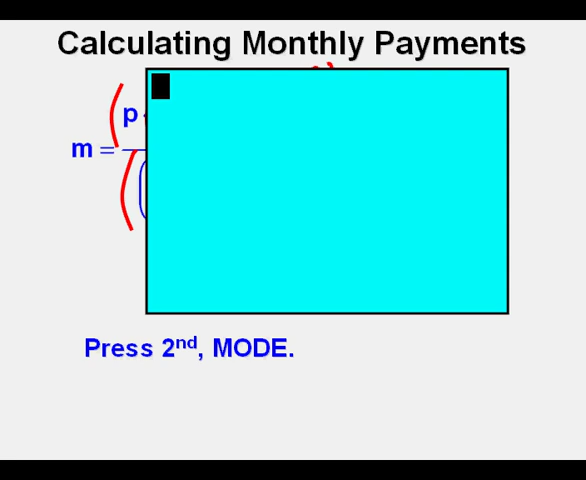 Calculating Monthly Payments
p
m = (
(
Press 2nd, MODE.